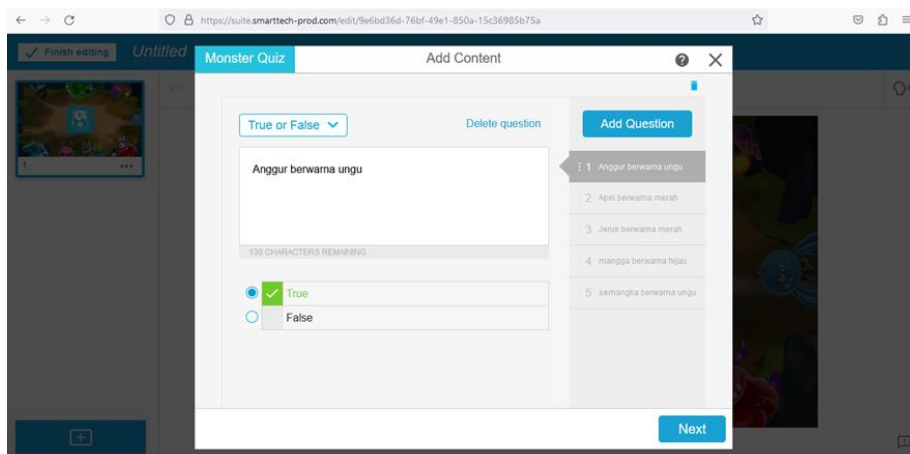 https://suite.smarttech-prod.com/edit/9e6bd36d-76bf-49e1-850a-15c36985b75a
Finish editing
Untitled
Monster Quiz
Add Content
True or False
Delete question
Add Question
Anggur berwarna ungu
130 CHARACTERS REMAINING
True
False
1 Anggur berwarna ungu
2 Apel berwarna merah
3 Jeruk berwarna merah
4 mangga berwarna hijau
5 semangka berwarna ungu
1
Next